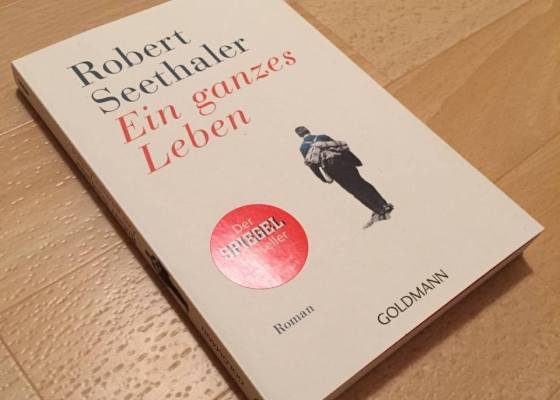 Robert
Seethaler
Ein ganzes
Leben
Der
SPIEGEL
Roman
GOLDMANN